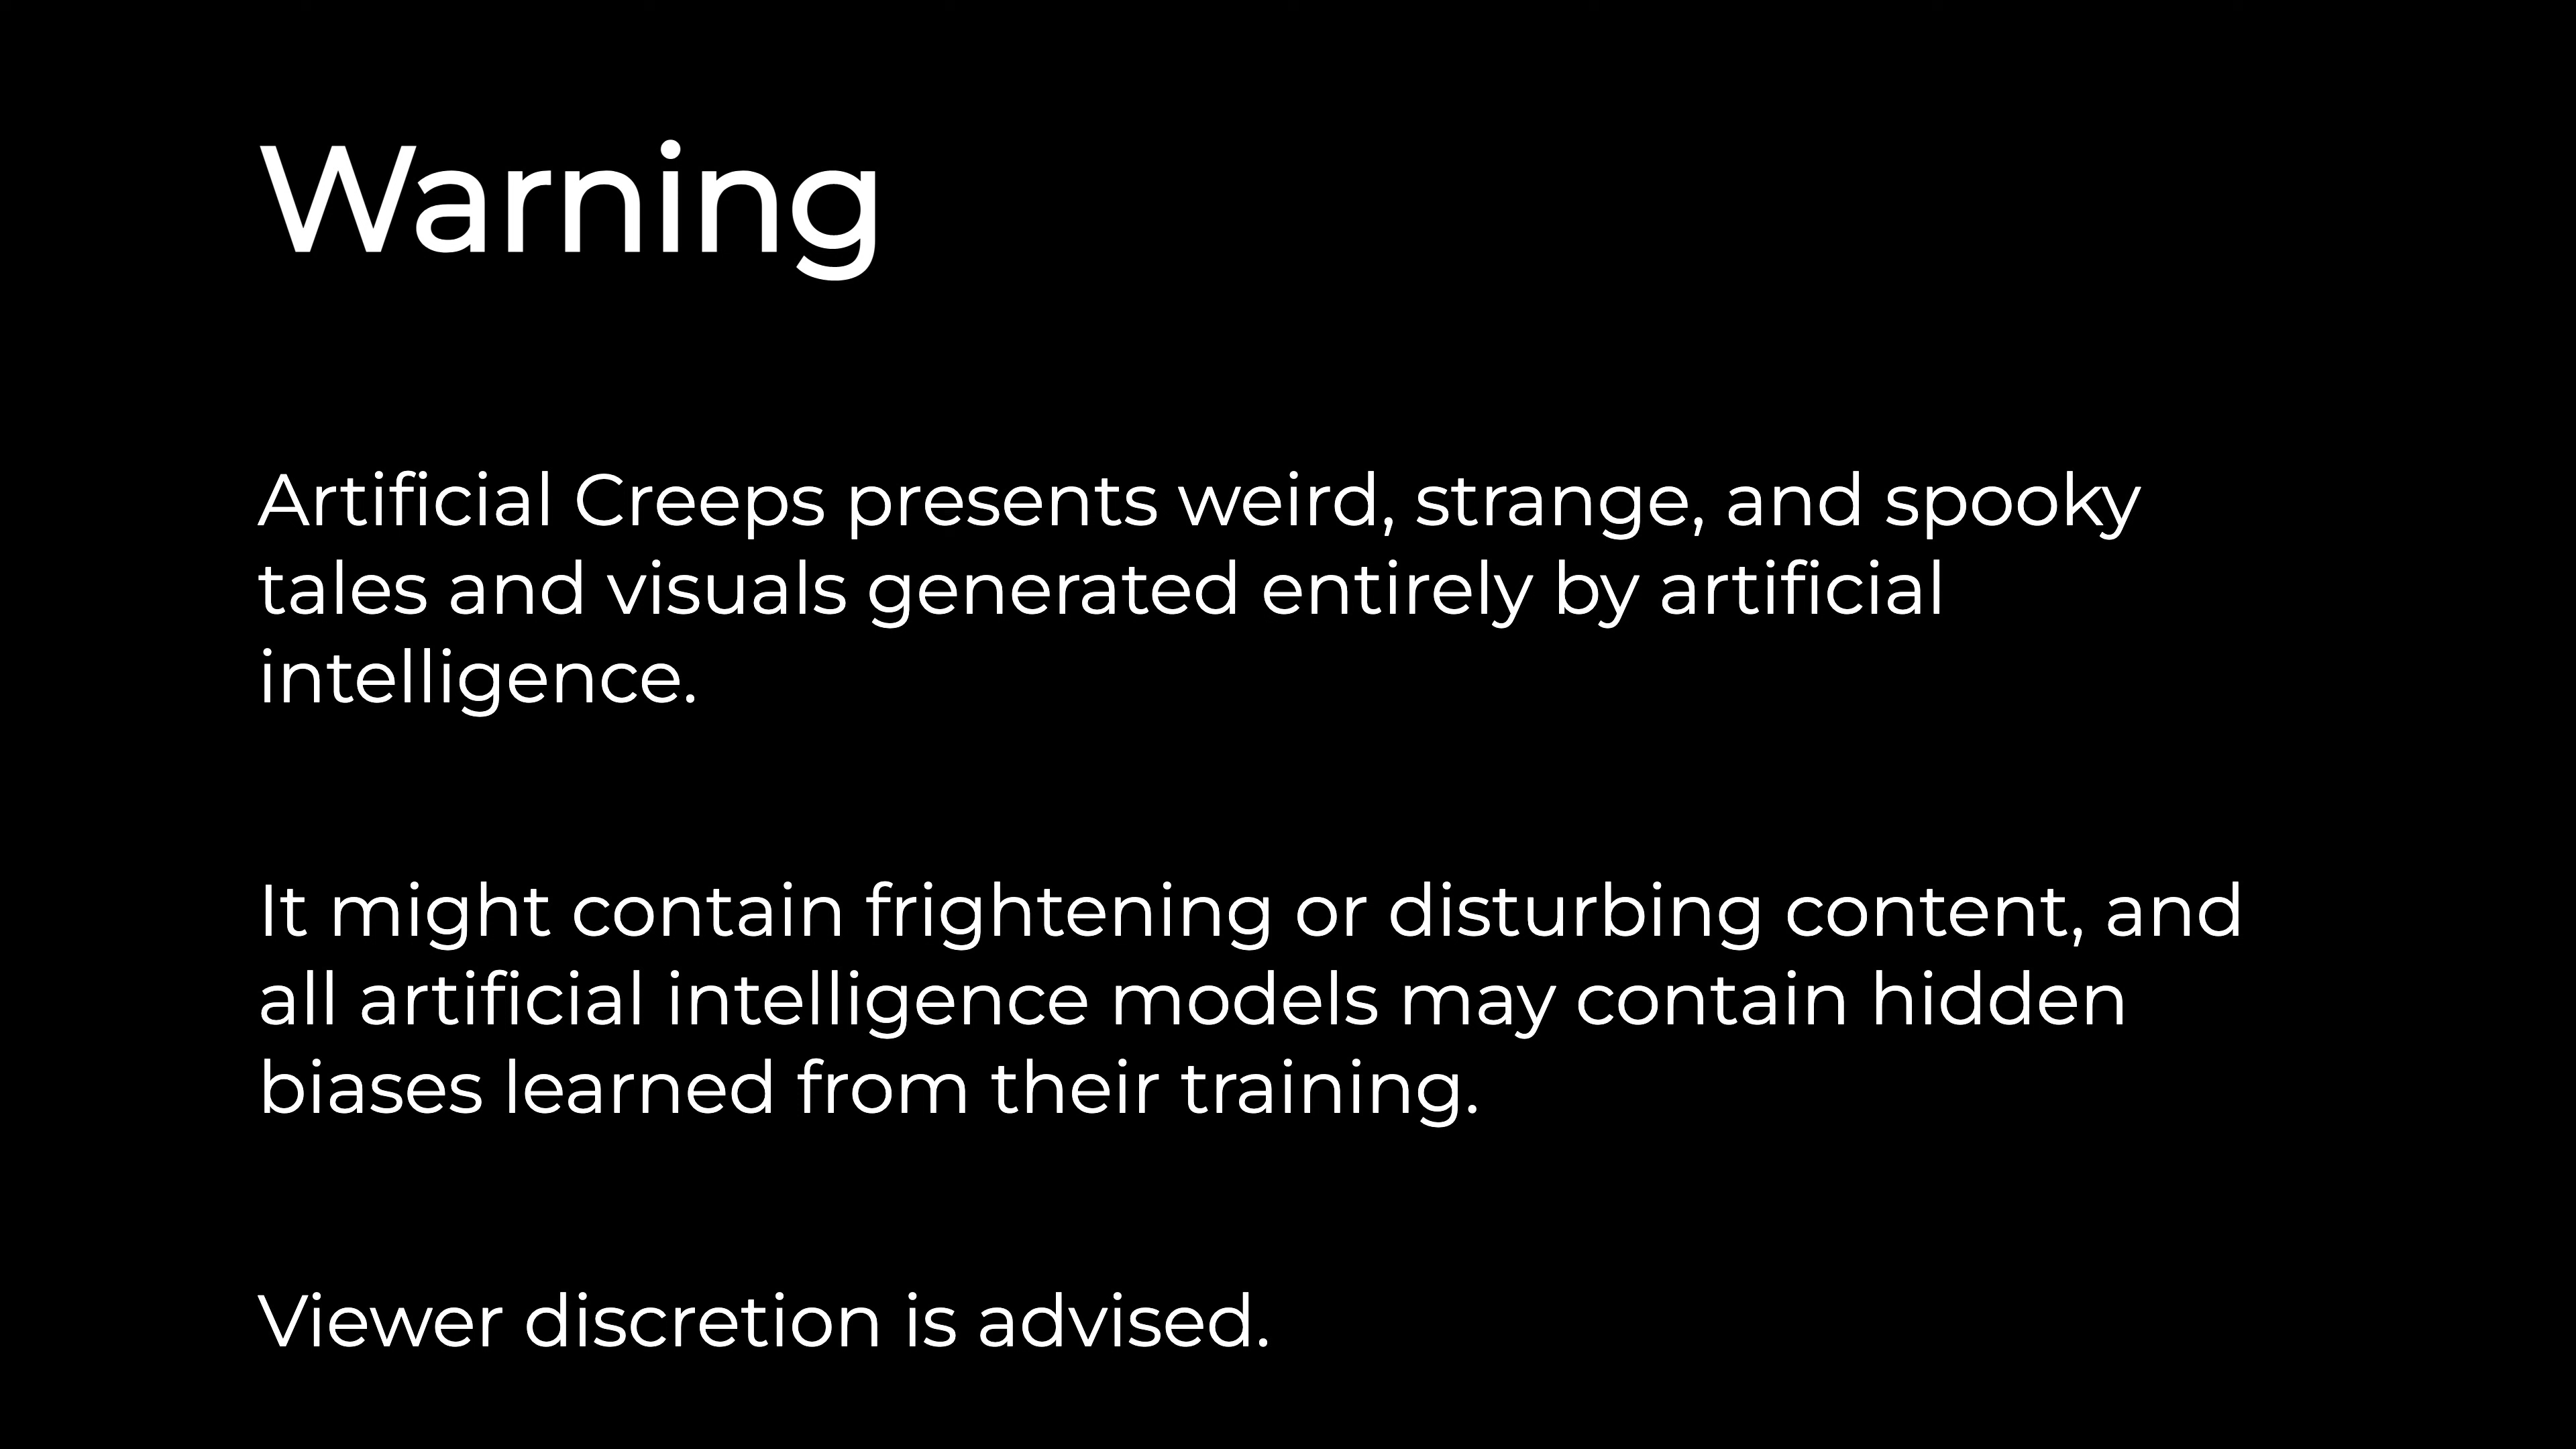 Warning
Artificial Creeps presents weird, strange, and spooky
tales and visuals generated entirely by artificial
intelligence.
It might contain frightening or disturbing content, and
all artificial intelligence models may contain hidden
biases learned from their training.
Viewer discretion is advised.